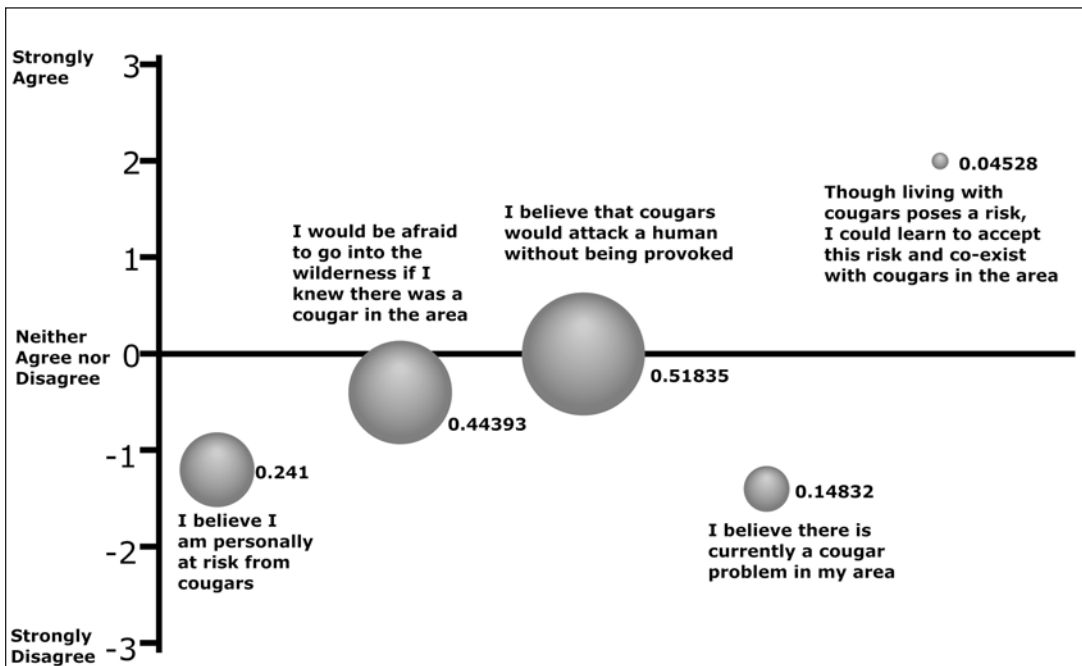 Strongly
Agree
3
2
1
Neither
Agree nor
Disagree
0
-1
-2
Strongly
Disagree
-3
0.241
I believe I
am personally
at risk from
cougars
I would be afraid
to go into the
wilderness if I
knew there was a
cougar in the area
0.44393
I believe that cougars
would attack a human
without being provoked
0.51835
0.14832
I believe there is
currently a cougar
problem in my area
0.04528
Though living with
cougars poses a risk,
I could learn to accept
this risk and co-exist
with cougars in the area